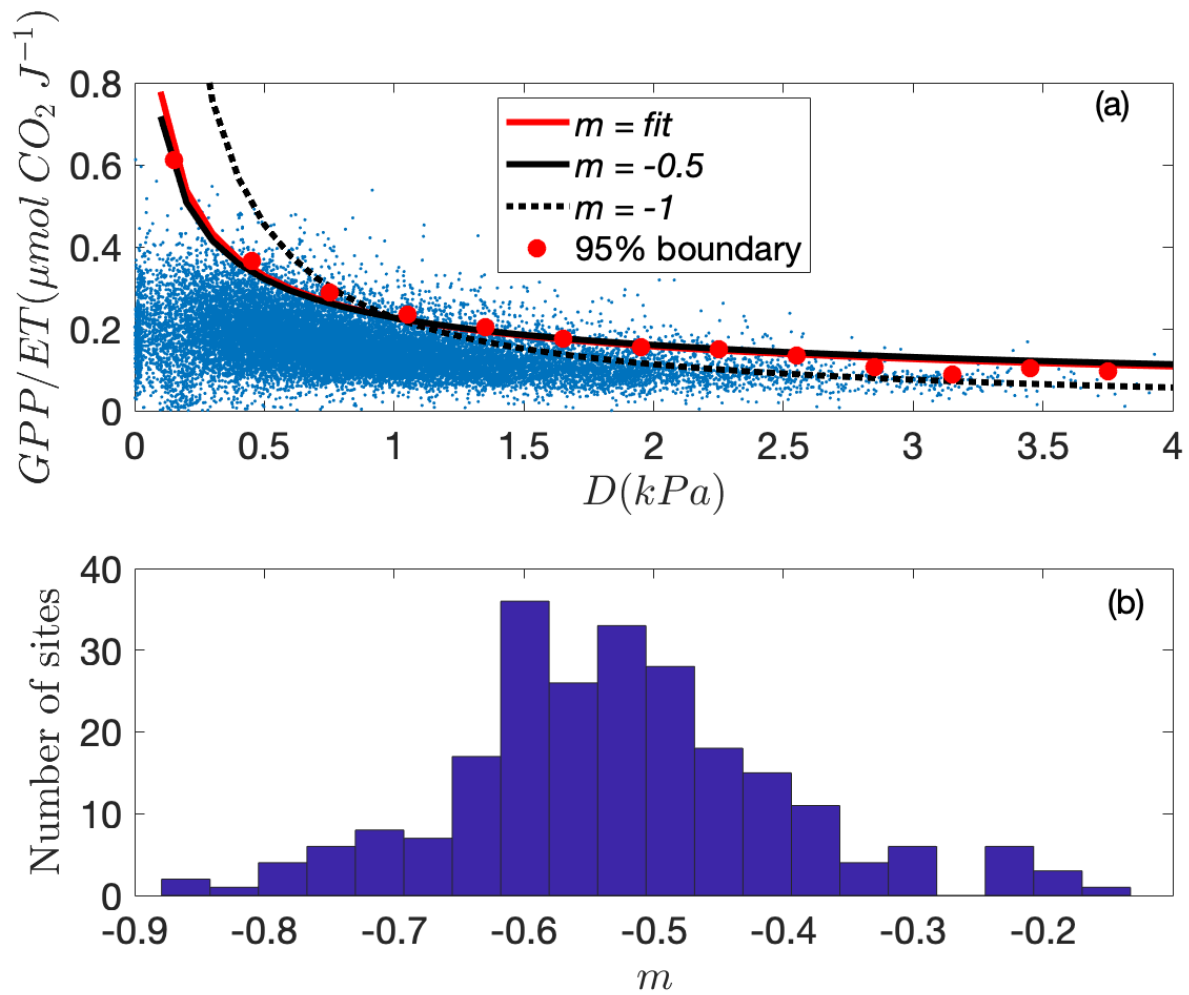 GPP/ET(μmol CO₂ J⁻¹)
0.8
0.6
0.4
0.2
0
(a)
m = fit
m = -0.5
m = -1
95% boundary
0 0.5 1 1.5 2 2.5 3 3.5 4
D(kPa)
Number of sites
40
30
20
10
0
(b)
-0.9 -0.8 -0.7 -0.6 -0.5 -0.4 -0.3 -0.2
m